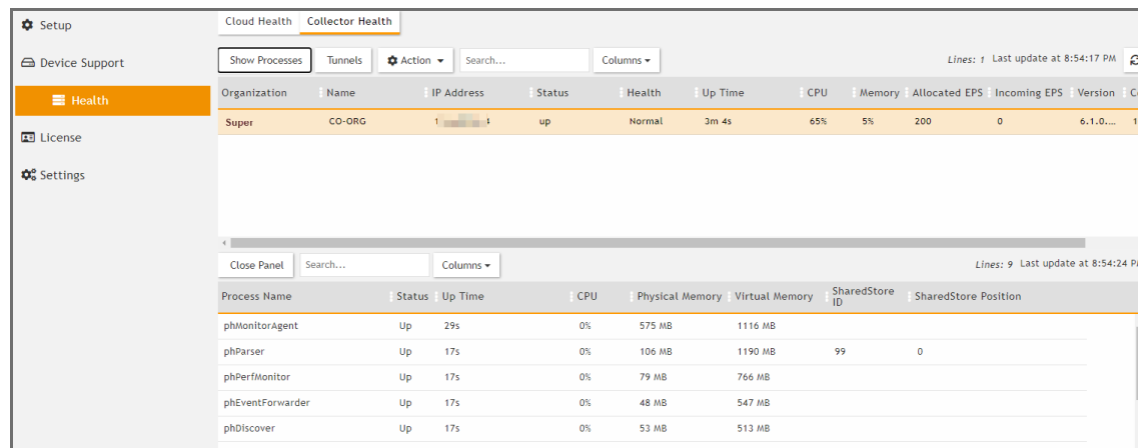 Setup
Device Support
Health
License
Settings
Cloud Health Collector Health
Show Processes Tunnels Action Search... Columns Lines: 1 Last update at 8:54:17 PM
Organization Name IP Address Status Health Up Time CPU Memory Allocated EPS Incoming EPS Version
Super CO-ORG up Normal 3m 4s 65% 5% 200 0 6.1.0....
Close Panel Search... Columns Lines: 9 Last update at 8:54:24 PM
Process Name Status Up Time CPU Physical Memory Virtual Memory SharedStore ID SharedStore Position
phMonitorAgent Up 29s 0% 575 MB 1116 MB
phParser Up 17s 0% 106 MB 1190 MB 99 0
phPerfMonitor Up 17s 0% 79 MB 766 MB
phEventForwarder Up 17s 0% 48 MB 547 MB
phDiscover Up 17s 0% 53 MB 513 MB